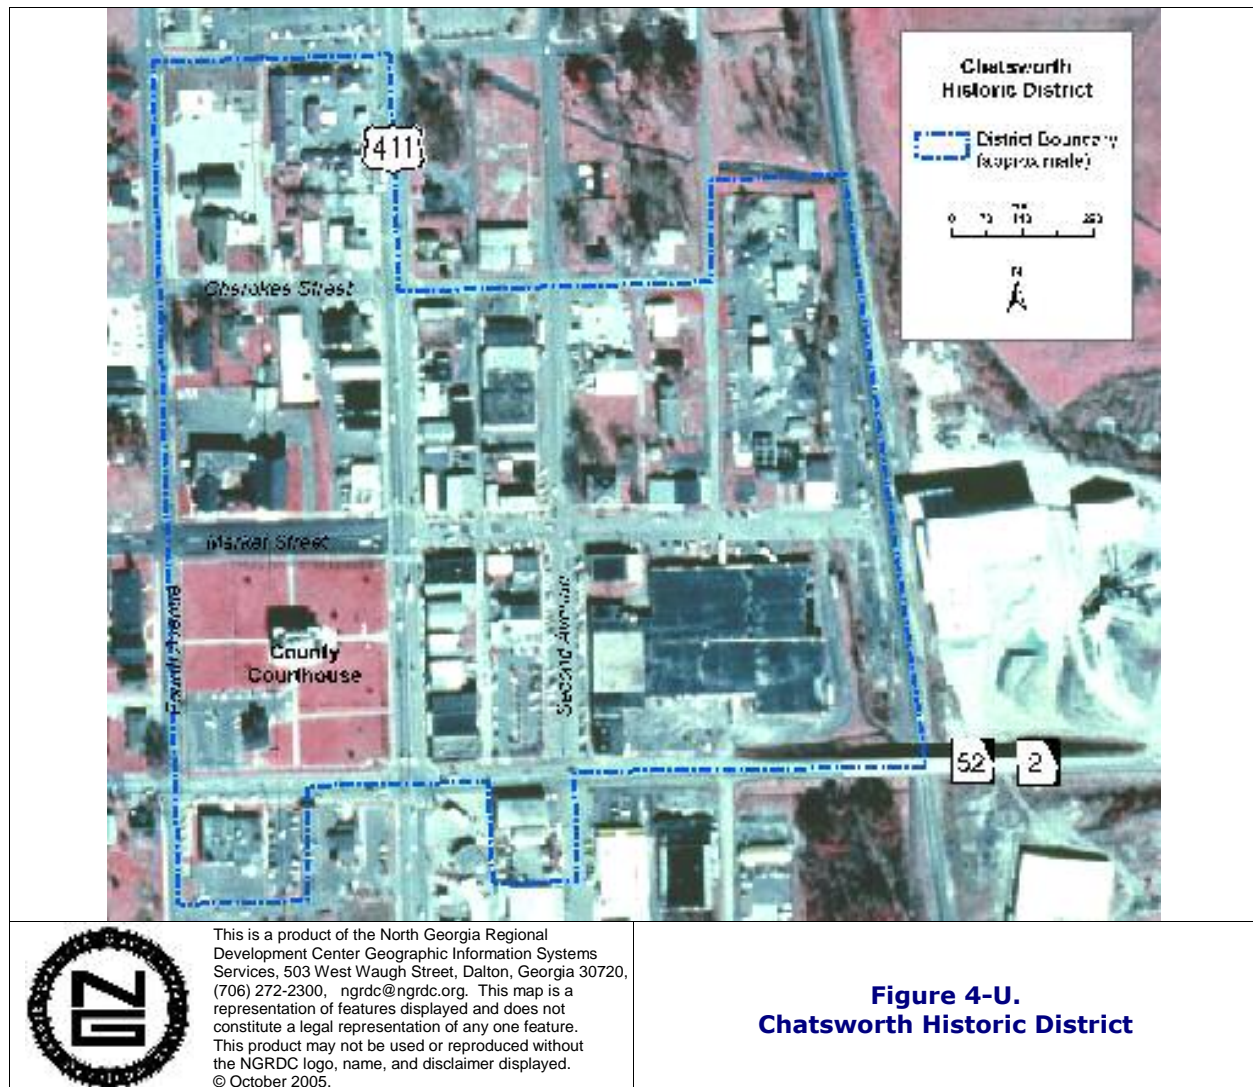 Chatsworth
Historic District
District Boundary
(approximate)
0 70 140 280
N
411
Cherokee Street
Market Street
Fourth Avenue
County
Courthouse
Second Avenue
52
2
NG
This is a product of the North Georgia Regional
Development Center Geographic Information Systems
Services, 503 West Waugh Street, Dalton, Georgia 30720,
(706) 272-2300, ngrdc@ngrdc.org. This map is a
representation of features displayed and does not
constitute a legal representation of any one feature.
This product may not be used or reproduced without
the NGRDC logo, name, and disclaimer displayed.
© October 2005.
Figure 4-U.
Chatsworth Historic District